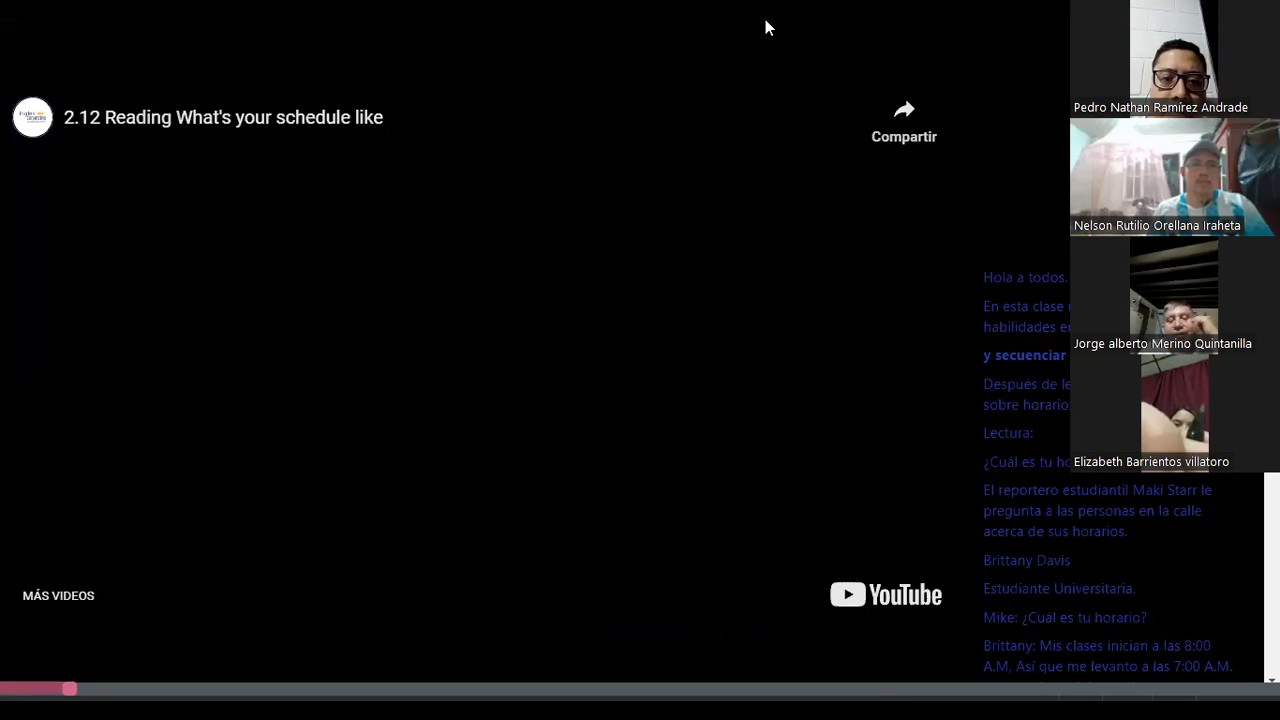 2.12 Reading What's your schedule like
Compartir
MÁS VIDEOS
YouTube
Hola a todos.
En esta clase
habilidades
y secuenciar
Después de
sobre horario
Lectura:
¿Cuál es tu
El reportero estudiantil Maki Starr le
pregunta a las personas en la calle
acerca de sus horarios.
Brittany Davis
Estudiante Universitaria.
Mike: ¿Cuál es tu horario?
Brittany: Mis clases inician a las 8:00
A.M, Así que me levanto a las 7:00 A.M.
Pedro Nathan Ramírez Andrade
Nelson Rutilio Orellana Iraheta
Jorge alberto Merino Quintanilla
Elizabeth Barrientos villatoro